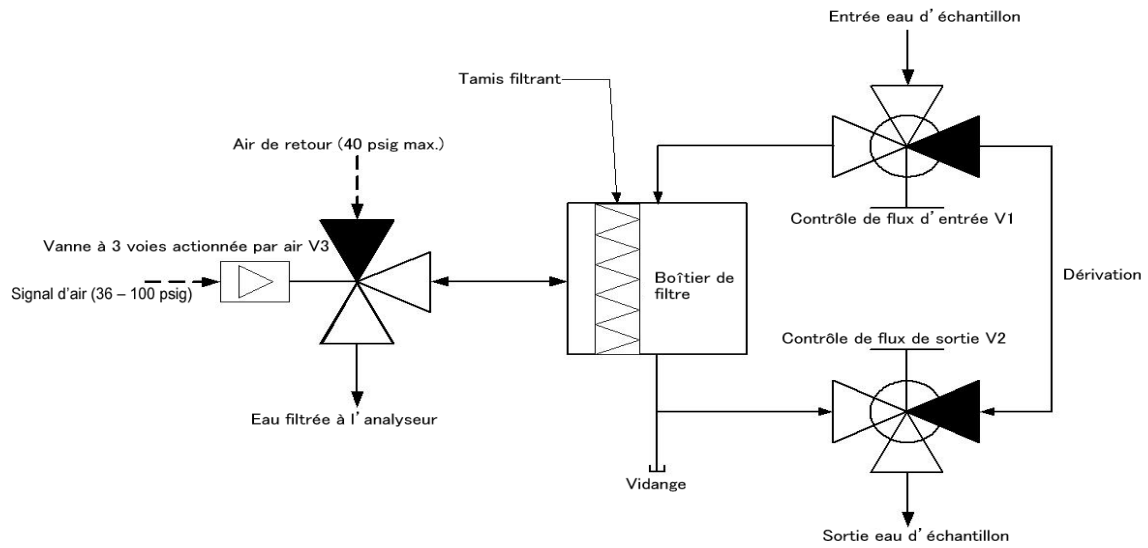 Entrée eau d'échantillon
Tamis filtrant
Air de retour (40 psig max.)
Contrôle de flux d'entrée V1
Vanne à 3 voies actionnée par air V3
Boîtier de
filtre
Dérivation
Signal d'air (36 – 100 psig)
Contrôle de flux de sortie V2
Eau filtrée à l'analyseur
Vidange
Sortie eau d'échantillon